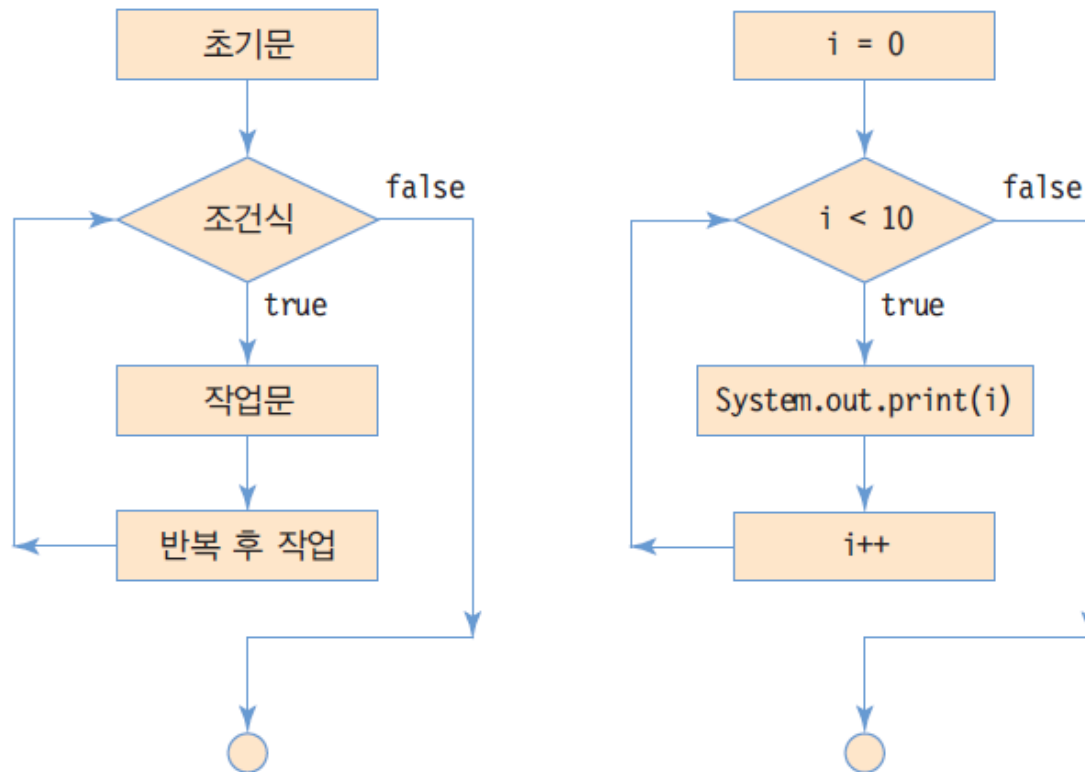 초기문
조건식
false
true
작업문
반복 후 작업
i = 0
i < 10
false
true
System.out.print(i)
i++